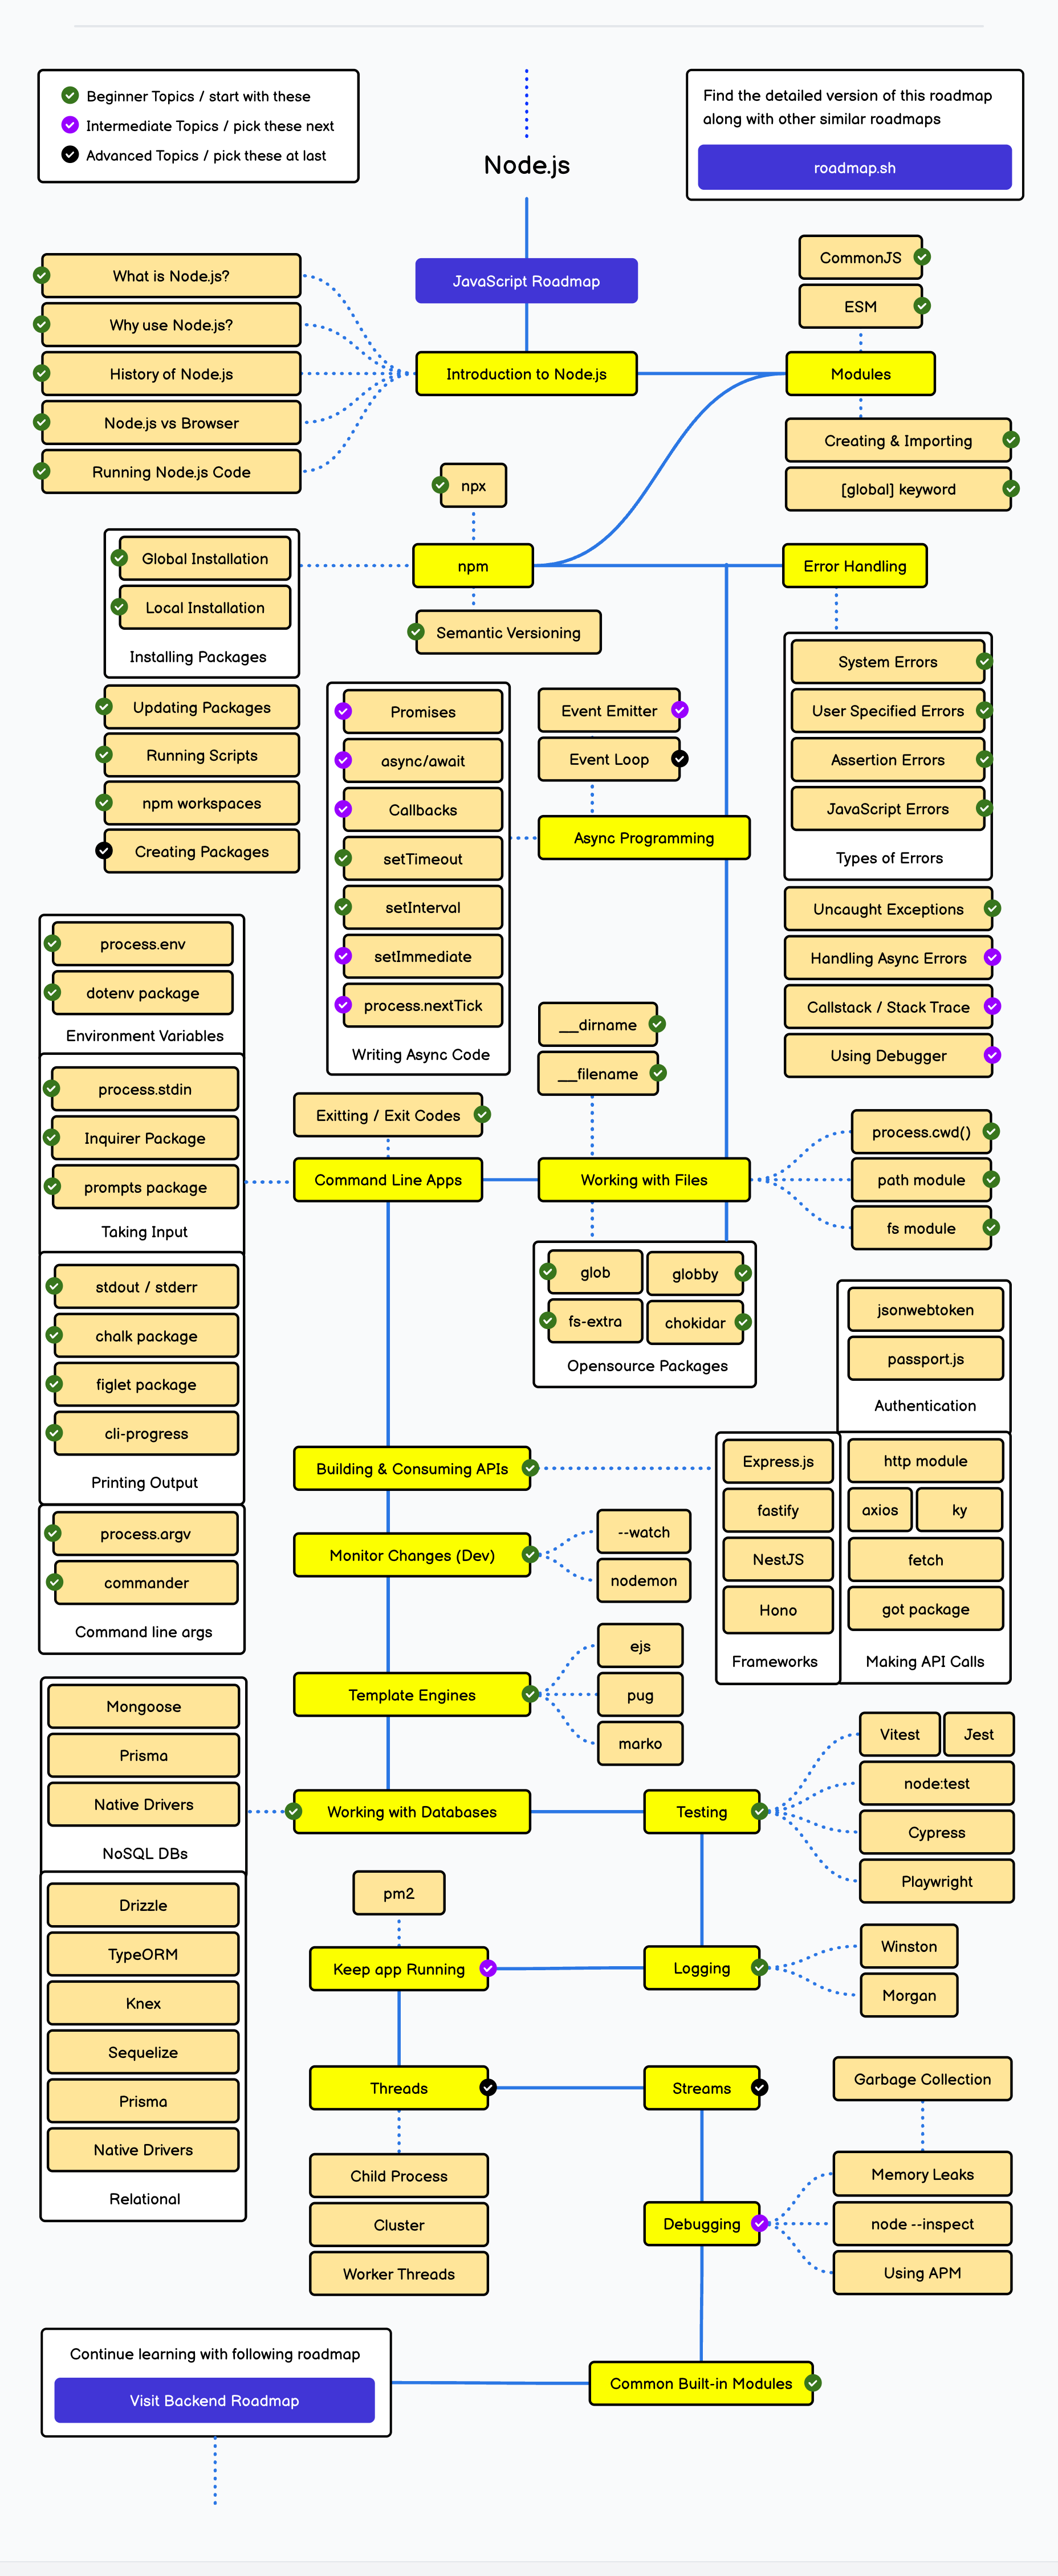 Beginner Topics / start with these
Intermediate Topics / pick these next
Advanced Topics / pick these at last
Node.js
Find the detailed version of this roadmap
along with other similar roadmaps
roadmap.sh
JavaScript Roadmap
What is Node.js?
Why use Node.js?
History of Node.js
Node.js vs Browser
Running Node.js Code
Introduction to Node.js
CommonJS
ESM
Modules
Creating & Importing
[global] keyword
npx
npm
Semantic Versioning
Global Installation
Local Installation
Installing Packages
Updating Packages
Running Scripts
npm workspaces
Creating Packages
Error Handling
System Errors
User Specified Errors
Assertion Errors
JavaScript Errors
Types of Errors
Uncaught Exceptions
Handling Async Errors
Callstack / Stack Trace
Using Debugger
Promises
async/await
Callbacks
setTimeout
setInterval
setImmediate
process.nextTick
Writing Async Code
Event Emitter
Event Loop
Async Programming
process.env
dotenv package
Environment Variables
process.stdin
Inquirer Package
prompts package
Taking Input
stdout / stderr
chalk package
figlet package
cli-progress
Printing Output
process.argv
commander
Command line args
Exitting / Exit Codes
Command Line Apps
__dirname
__filename
Working with Files
process.cwd()
path module
fs module
glob
globby
fs-extra
chokidar
Opensource Packages
jsonwebtoken
passport.js
Authentication
Building & Consuming APIs
Express.js
fastify
NestJS
Hono
Frameworks
http module
axios
ky
fetch
got package
Making API Calls
Monitor Changes (Dev)
--watch
nodemon
Template Engines
ejs
pug
marko
Mongoose
Prisma
Native Drivers
NoSQL DBs
Drizzle
TypeORM
Knex
Sequelize
Prisma
Native Drivers
Relational
Working with Databases
Testing
Vitest
Jest
node:test
Cypress
Playwright
pm2
Keep app Running
Logging
Winston
Morgan
Threads
Streams
Child Process
Cluster
Worker Threads
Garbage Collection
Memory Leaks
Debugging
node --inspect
Using APM
Continue learning with following roadmap
Visit Backend Roadmap
Common Built-in Modules